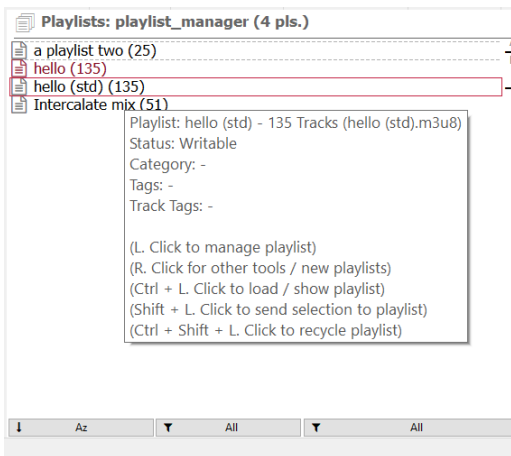 Playlists: playlist_manager (4 pls.)
a playlist two (25)
hello (135)
hello (std) (135)
Intercalate mix (51)
Playlist: hello (std) - 135 Tracks (hello (std).m3u8)
Status: Writable
Category: -
Tags: -
Track Tags: -
(L. Click to manage playlist)
(R. Click for other tools / new playlists)
(Ctrl + L. Click to load / show playlist)
(Shift + L. Click to send selection to playlist)
(Ctrl + Shift + L. Click to recycle playlist)
Az All All